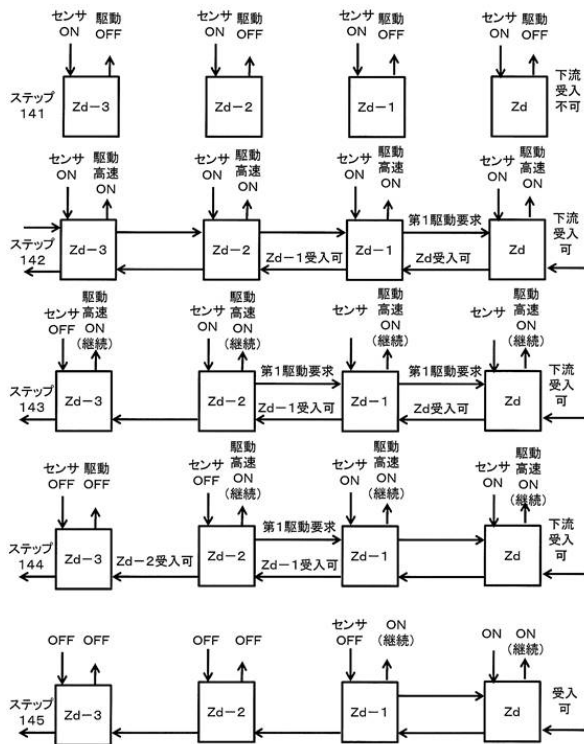 センサ 駆動 センサ 駆動 センサ 駆動 センサ 駆動
ON OFF ON OFF ON OFF ON OFF
ステップ 141
Zd−3 Zd−2 Zd−1 Zd
下流 受入 不可
センサ ON 駆動 高速 ON
センサ ON 駆動 高速 ON
センサ ON 駆動 高速 ON
センサ ON 駆動 高速 ON
ステップ 142
Zd−3 Zd−2 Zd−1 第1駆動要求 Zd
Zd−1受入可 Zd受入可
下流 受入 可
センサ OFF 駆動 高速 ON (継続)
センサ ON 駆動 高速 ON (継続)
センサ ON 駆動 高速 ON (継続)
センサ ON 駆動 高速 ON (継続)
ステップ 143
Zd−3 Zd−2 第1駆動要求 Zd−1 第1駆動要求 Zd
Zd−1受入可 Zd受入可
下流 受入 可
センサ OFF 駆動 OFF
センサ OFF 駆動 高速 ON (継続)
センサ ON 駆動 高速 ON (継続)
センサ ON 駆動 高速 ON (継続)
ステップ 144
Zd−3 Zd−2 第1駆動要求 Zd−1 Zd
Zd−2受入可 Zd−1受入可
下流 受入 可
OFF OFF
OFF OFF
センサ OFF ON (継続)
ON ON (継続)
ステップ 145
Zd−3 Zd−2 Zd−1 Zd
受入 可